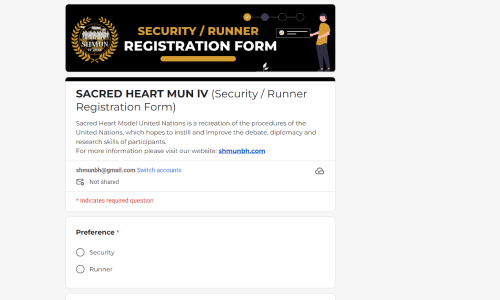 SHMUN
SECURITY / RUNNER
REGISTRATION FORM
SACRED HEART MUN IV (Security / Runner
Registration Form)
Sacred Heart Model United Nations is a recreation of the procedures of the
United Nations, which hopes to instill and improve the debate, diplomacy and
research skills of participants.
For more information please visit our website: shmunbh.com
shmunbh@gmail.com Switch accounts
Not shared
* Indicates required question
Preference *
Security
Runner